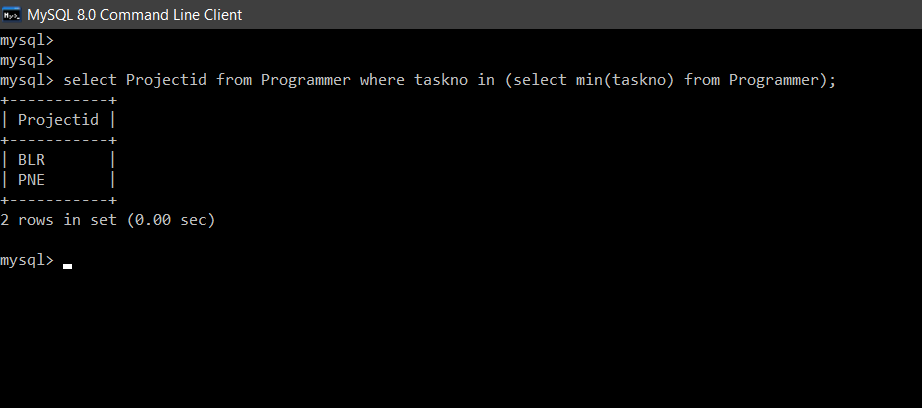 MySQL 8.0 Command Line Client
mysql>
mysql>
mysql> select Projectid from Programmer where taskno in (select min(taskno) from Programmer);
+-----------+
| Projectid |
+-----------+
| BLR       |
| PNE       |
+-----------+
2 rows in set (0.00 sec)
mysql>